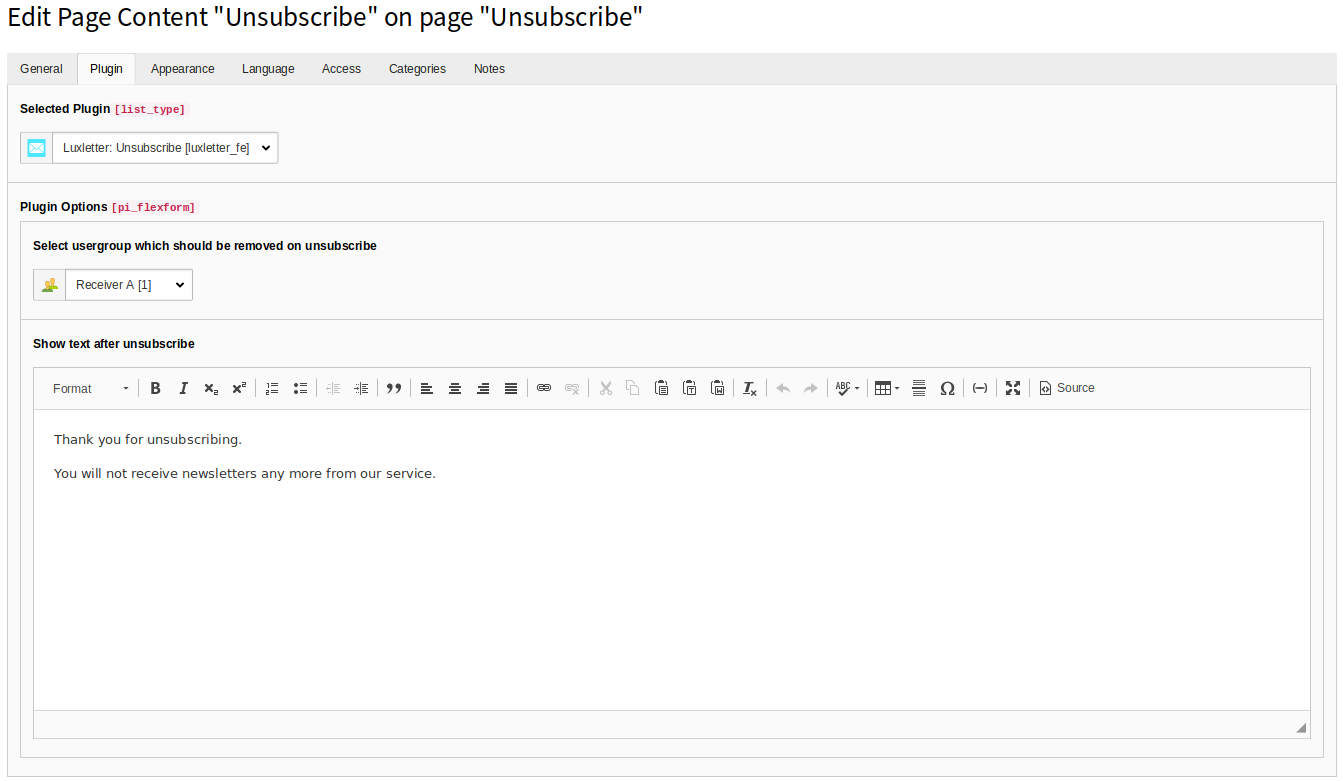 Edit Page Content "Unsubscribe" on page "Unsubscribe"
General Plugin Appearance Language Access Categories Notes
Selected Plugin [list_type]
Luxletter: Unsubscribe [luxletter_fe]
Plugin Options [pi_flexform]
Select usergroup which should be removed on unsubscribe
Receiver A [1]
Show text after unsubscribe
Format Source
Thank you for unsubscribing.
You will not receive newsletters any more from our service.